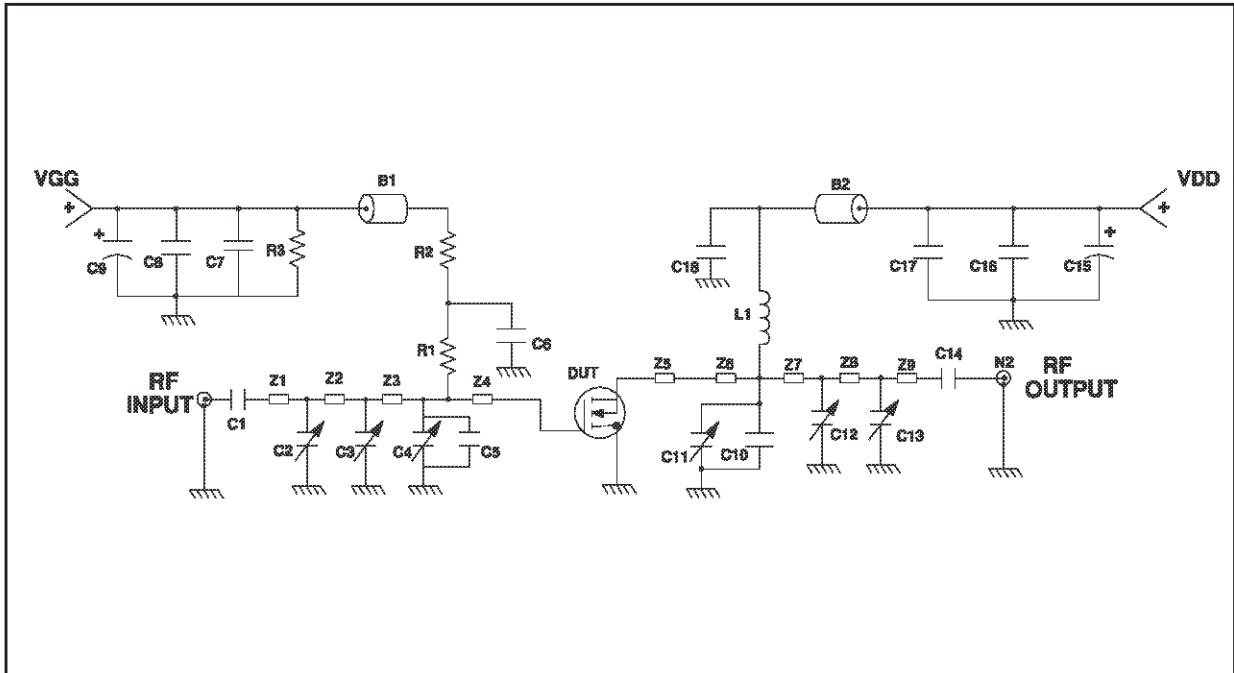 B1
B2
VGG
VDD
+
+
+
+
R2
R3
C9
C8
C7
C18
C17
C16
C15
L1
R1
C6
RF
INPUT
C1
Z1
Z2
Z3
Z4
DUT
Z5
Z6
Z7
Z8
Z9
C14
N2
RF
OUTPUT
C2
C3
C4
C5
C11
C10
C12
C13